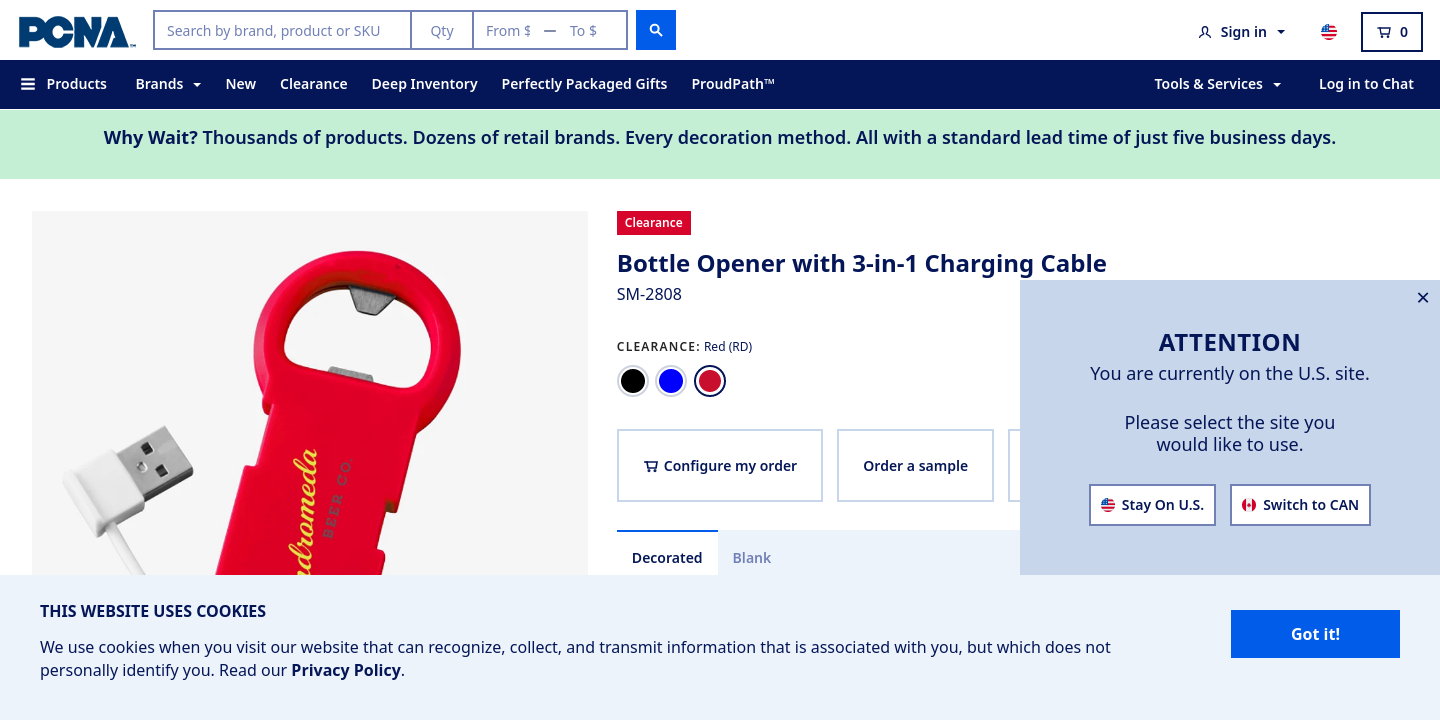 PCNA™
Search by brand, product or SKU
Qty
From $ — To $
Sign in
0
Products
Brands
New
Clearance
Deep Inventory
Perfectly Packaged Gifts
ProudPath™
Tools & Services
Log in to Chat
Why Wait? Thousands of products. Dozens of retail brands. Every decoration method. All with a standard lead time of just five business days.
Clearance
Bottle Opener with 3-in-1 Charging Cable
SM-2808
CLEARANCE: Red (RD)
Configure my order
Order a sample
Decorated
Blank
BEER CO.
×
ATTENTION
You are currently on the U.S. site.
Please select the site you
would like to use.
Stay On U.S.
Switch to CAN
THIS WEBSITE USES COOKIES
We use cookies when you visit our website that can recognize, collect, and transmit information that is associated with you, but which does not
personally identify you. Read our Privacy Policy.
Got it!